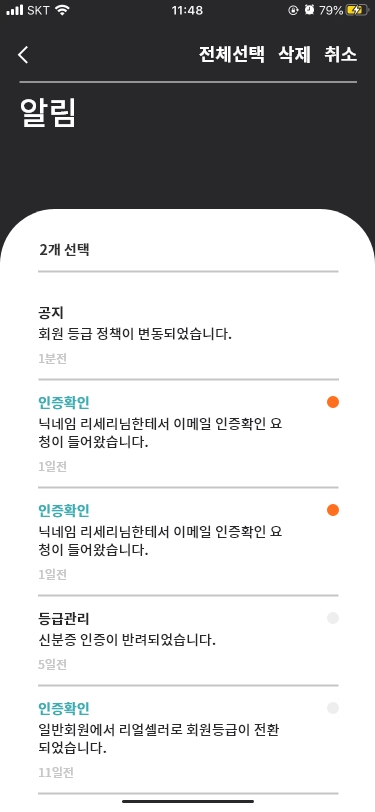 SKT 11:48 79%
전체선택 삭제 취소
알림
2개 선택
공지
회원 등급 정책이 변동되었습니다.
1분전
인증확인
닉네임 리세리님한테서 이메일 인증확인 요
청이 들어왔습니다.
1일전
인증확인
닉네임 리세리님한테서 이메일 인증확인 요
청이 들어왔습니다.
1일전
등급관리
신분증 인증이 반려되었습니다.
5일전
인증확인
일반회원에서 리얼셀러로 회원등급이 전환
되었습니다.
11일전